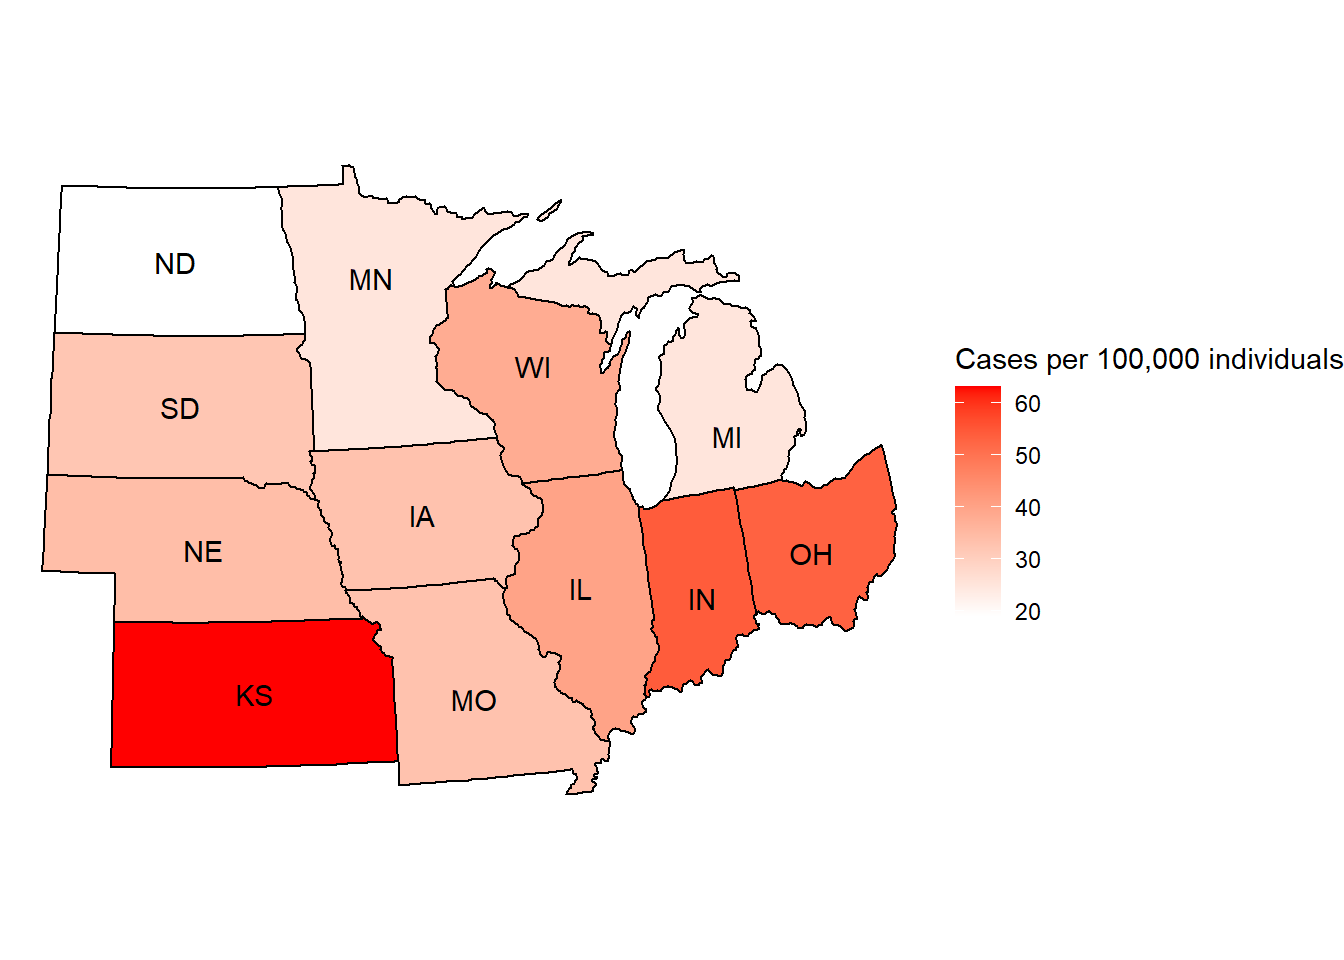 ND
MN
WI
SD
MI
IA
NE
OH
IL
IN
KS
MO
Cases per 100,000 individuals
60
50
40
30
20